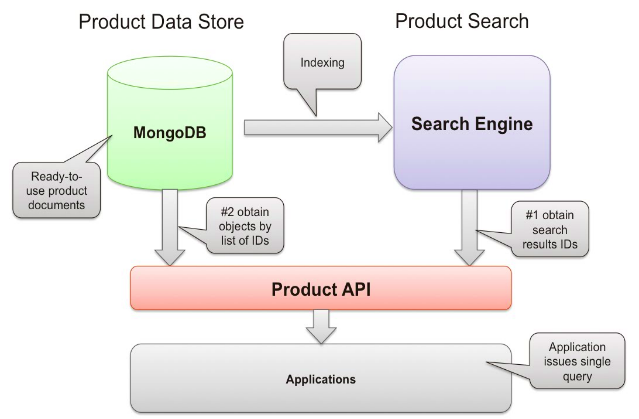 Product Data Store
Product Search
Indexing
MongoDB
Search Engine
Ready-to-
use product
documents
#2 obtain
objects by
list of IDs
#1 obtain
search
results IDs
Product API
Application
issues single
query
Applications